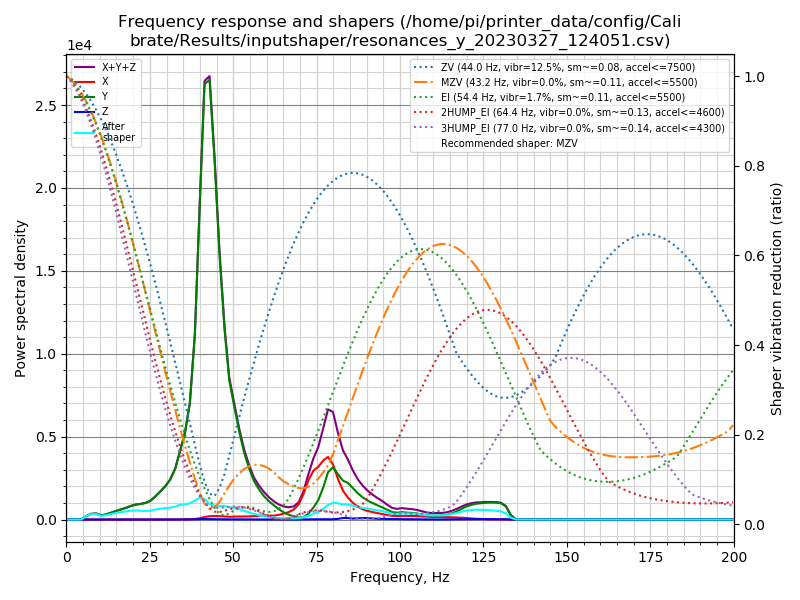 Frequency response and shapers (/home/pi/printer_data/config/Cali
brate/Results/inputshaper/resonances_y_20230327_124051.csv)
1e4
X+Y+Z
X
Y
Z
After
shaper
ZV (44.0 Hz, vibr=12.5%, sm~=0.08, accel<=7500)
MZV (43.2 Hz, vibr=0.0%, sm~=0.11, accel<=5500)
EI (54.4 Hz, vibr=1.7%, sm~=0.11, accel<=5500)
2HUMP_EI (64.4 Hz, vibr=0.0%, sm~=0.13, accel<=4600)
3HUMP_EI (77.0 Hz, vibr=0.0%, sm~=0.14, accel<=4300)
Recommended shaper: MZV
Power spectral density
2.5
2.0
1.5
1.0
0.5
0.0
1.0
0.8
0.6
0.4
0.2
0.0
Shaper vibration reduction (ratio)
0 25 50 75 100 125 150 175 200
Frequency, Hz